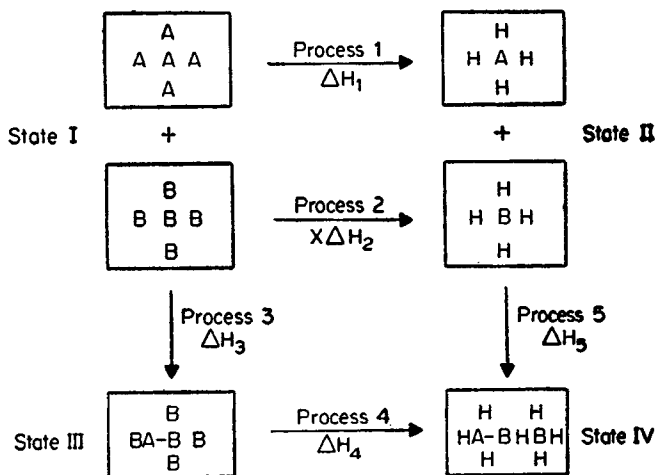 A
A A A
A
Process 1
ΔH₁
H
H A H
H
State I
+
+
State II
B
B B B
B
Process 2
XΔH₂
H
H B H
H
Process 3
ΔH₃
Process 5
ΔH₅
State III
B
BA-B B
B
Process 4
ΔH₄
H H
HA-BHBH
H H
State IV